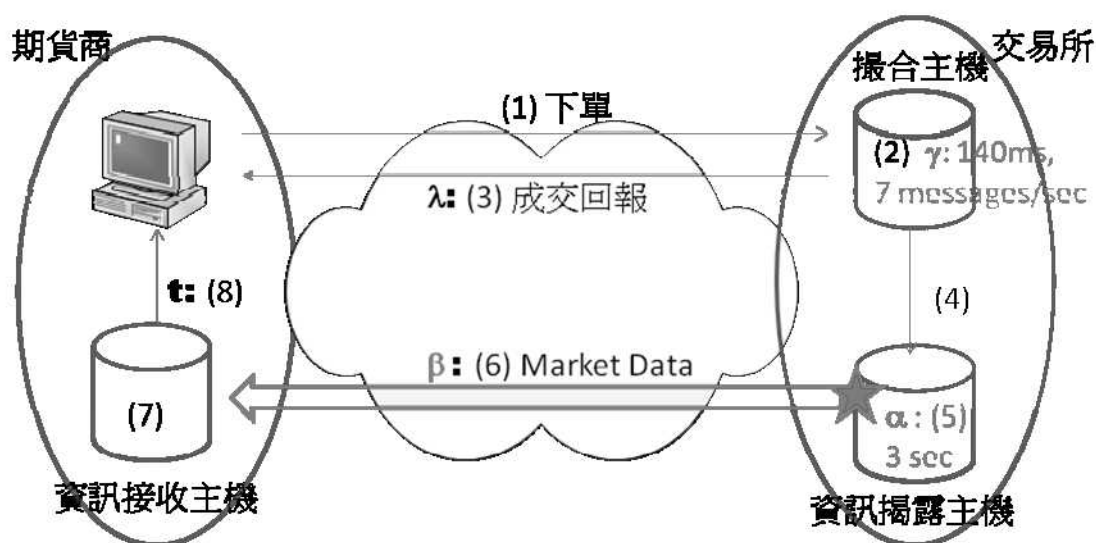 期貨商
交易所
撮合主機
(1) 下單
(2) γ: 140ms,
7 messages/sec
λ: (3) 成交回報
t: (8)
(4)
β: (6) Market Data
(7)
α : (5)
3 sec
資訊接收主機
資訊揭露主機